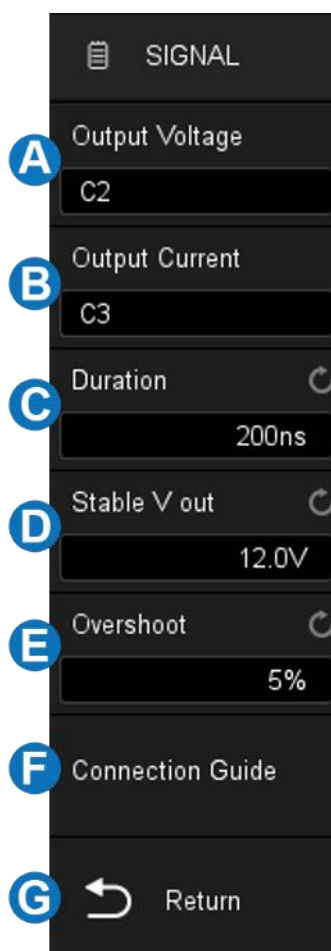 SIGNAL
A
Output Voltage
C2
B
Output Current
C3
C
Duration
200ns
D
Stable V out
12.0V
E
Overshoot
5%
F
Connection Guide
G
Return